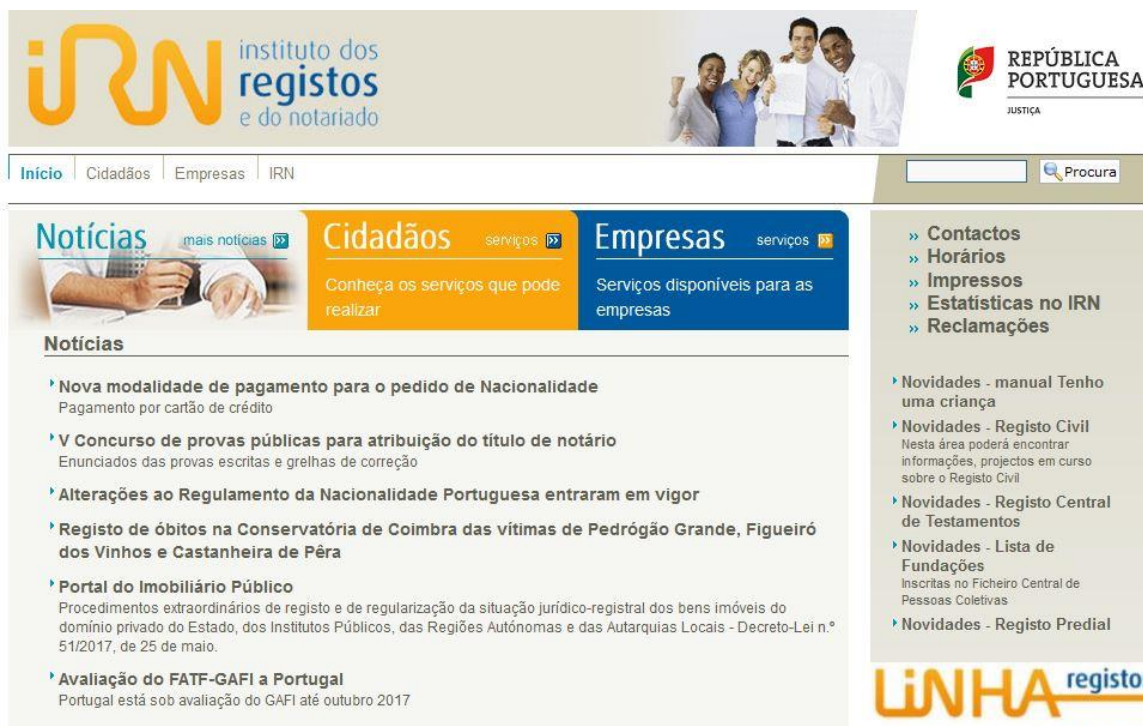 iRN
instituto dos
registos
e do notariado
REPÚBLICA
PORTUGUESA
JUSTIÇA
Início
Cidadãos
Empresas
IRN
Procura
Notícias
mais notícias
Cidadãos
serviços
Conheça os serviços que pode
realizar
Empresas
serviços
Serviços disponíveis para as
empresas
Notícias
Nova modalidade de pagamento para o pedido de Nacionalidade
Pagamento por cartão de crédito
V Concurso de provas públicas para atribuição do título de notário
Enunciados das provas escritas e grelhas de correção
Alterações ao Regulamento da Nacionalidade Portuguesa entraram em vigor
Registo de óbitos na Conservatória de Coimbra das vítimas de Pedrógão Grande, Figueiró
dos Vinhos e Castanheira de Pêra
Portal do Imobiliário Público
Procedimentos extraordinários de registo e de regularização da situação jurídico-registral dos bens imóveis do
domínio privado do Estado, dos Institutos Públicos, das Regiões Autónomas e das Autarquias Locais - Decreto-Lei n.º
51/2017, de 25 de maio.
Avaliação do FATF-GAFI a Portugal
Portugal está sob avaliação do GAFI até outubro 2017
Contactos
Horários
Impressos
Estatísticas no IRN
Reclamações
Novidades - manual Tenho
uma criança
Novidades - Registo Civil
Nesta área poderá encontrar
informações, projectos em curso
sobre o Registo Civil
Novidades - Registo Central
de Testamentos
Novidades - Lista de
Fundações
Inscritas no Ficheiro Central de
Pessoas Coletivas
Novidades - Registo Predial
LiNHA registo